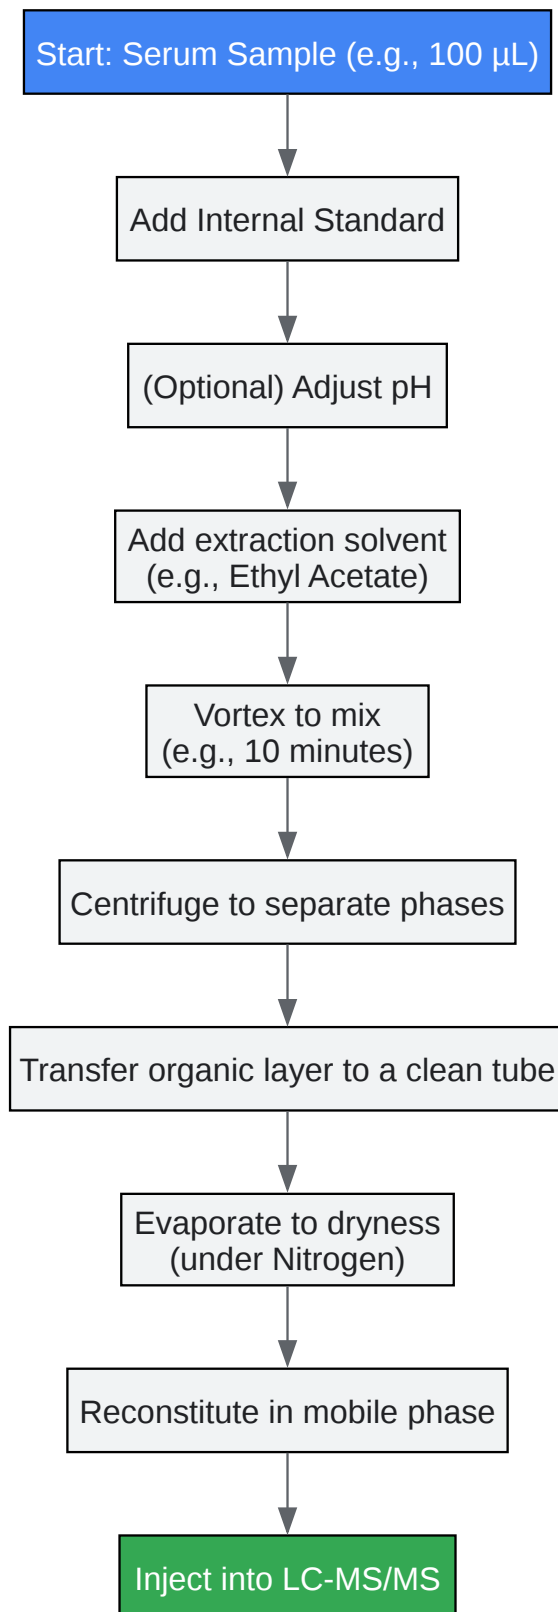 Start: Serum Sample (e.g., 100 µL)
Add Internal Standard
(Optional) Adjust pH
Add extraction solvent
(e.g., Ethyl Acetate)
Vortex to mix
(e.g., 10 minutes)
Centrifuge to separate phases
Transfer organic layer to a clean tube
Evaporate to dryness
(under Nitrogen)
Reconstitute in mobile phase
Inject into LC-MS/MS